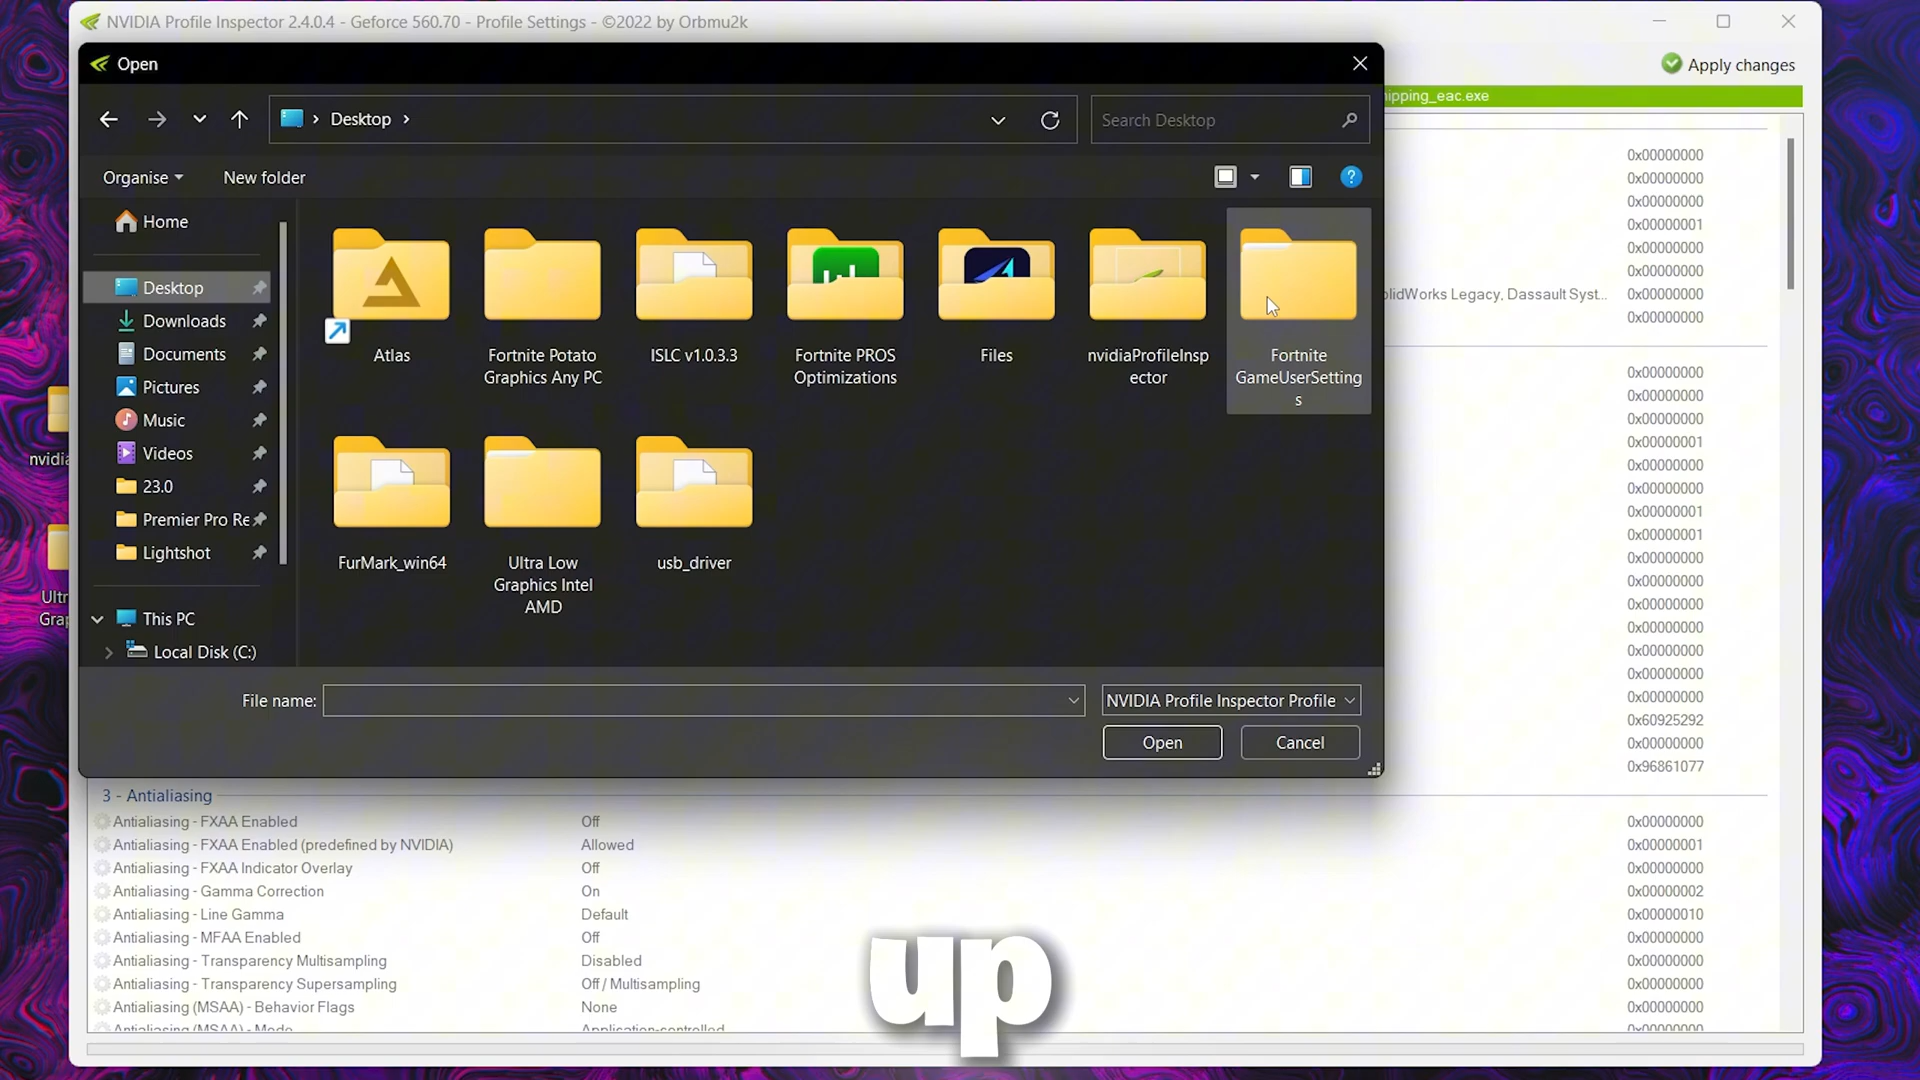 NVIDIA Profile Inspector 2.4.0.4 - Geforce 560.70 - Profile Settings - ©2022 by Orbmu2k
Open
Apply changes
ipping_eac.exe
Desktop
Search Desktop
Organise
New folder
Home
Desktop
Downloads
Documents
Pictures
Music
Videos
23.0
Premier Pro Re
Lightshot
This PC
Local Disk (C:)
Atlas
Fortnite Potato
Graphics Any PC
ISLC v1.0.3.3
Fortnite PROS
Optimizations
Files
nvidiaProfileInsp
ector
Fortnite
GameUserSetting
s
FurMark_win64
Ultra Low
Graphics Intel
AMD
usb_driver
File name:
NVIDIA Profile Inspector Profile
Open
Cancel
nvidia
Ultr
Grap
0x00000000
0x00000000
0x00000000
0x00000001
0x00000000
0x00000000
olidWorks Legacy, Dassault Syst... 0x00000000
0x00000000
0x00000000
0x00000000
0x00000000
0x00000001
0x00000000
0x00000000
0x00000001
0x00000001
0x00000000
0x00000000
0x00000000
0x00000000
0x00000000
0x00000000
0x00000000
0x60925292
0x00000000
0x96861077
3 - Antialiasing
Antialiasing - FXAA Enabled Off 0x00000000
Antialiasing - FXAA Enabled (predefined by NVIDIA) Allowed 0x00000001
Antialiasing - FXAA Indicator Overlay Off 0x00000000
Antialiasing - Gamma Correction On 0x00000002
Antialiasing - Line Gamma Default 0x00000010
Antialiasing - MFAA Enabled Off 0x00000000
Antialiasing - Transparency Multisampling Disabled 0x00000000
Antialiasing - Transparency Supersampling Off / Multisampling 0x00000000
Antialiasing (MSAA) - Behavior Flags None 0x00000000
Antialiasing (MSAA) - Mode Application-controlled 0x00000000
up